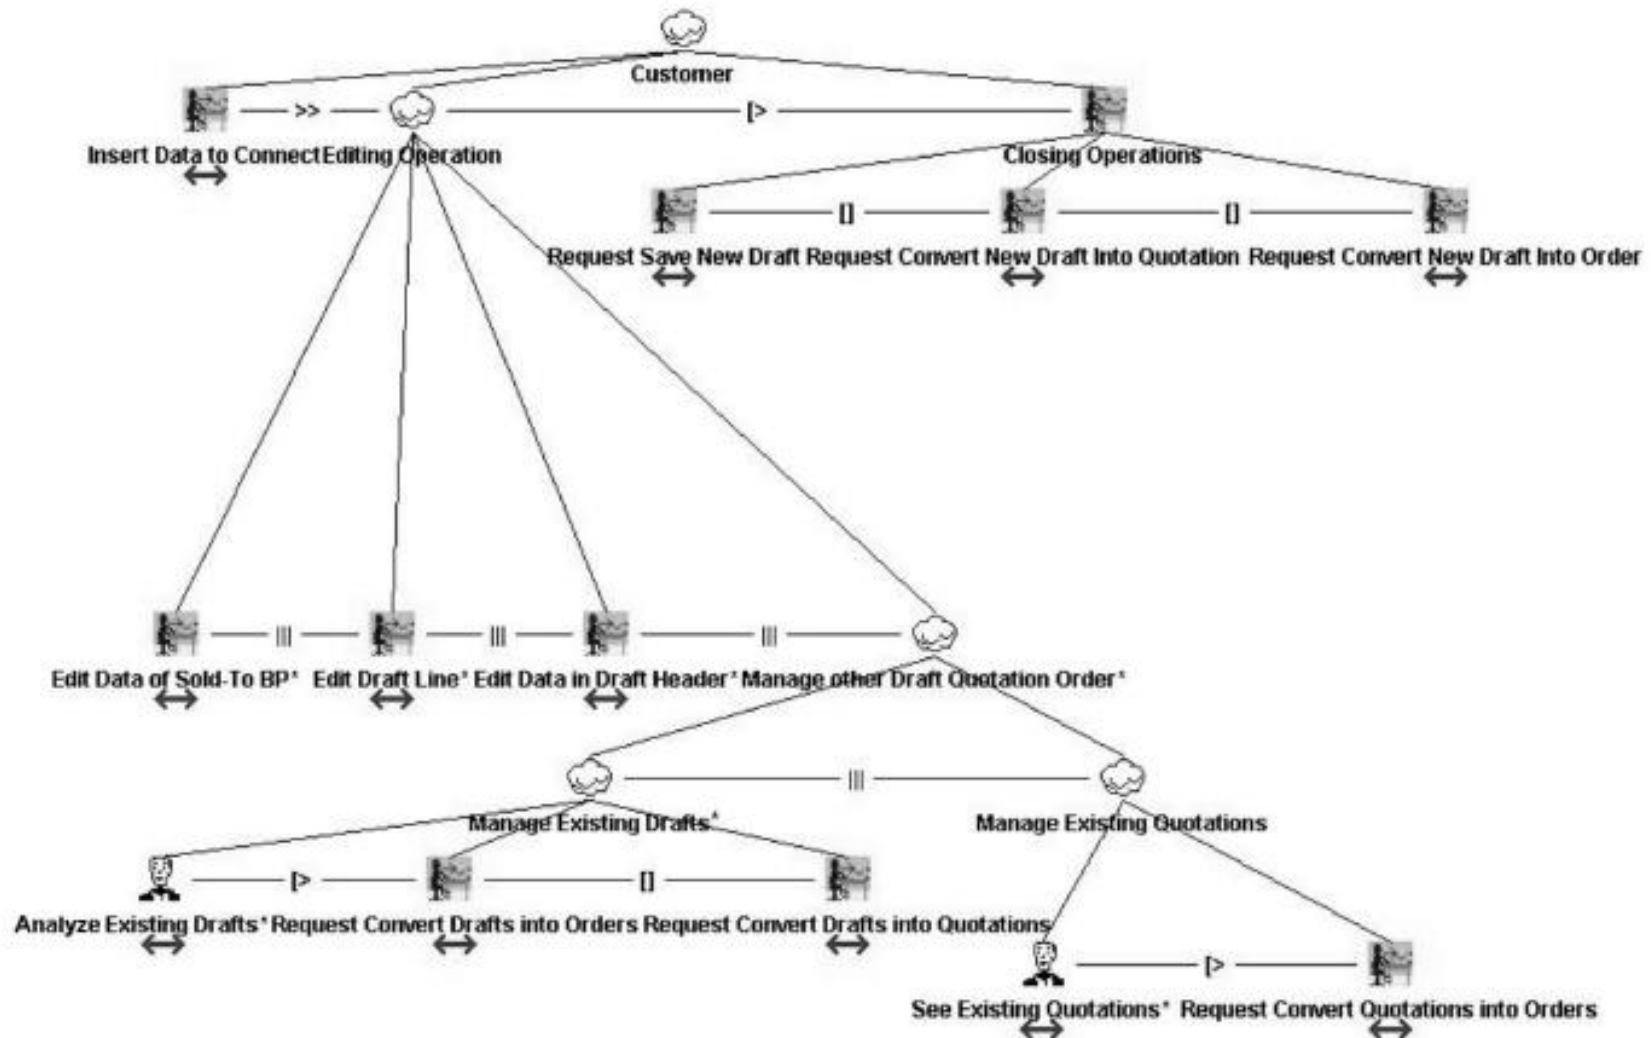 Customer
>> [>
Insert Data to Connect Editing Operation Closing Operations
[] []
Request Save New Draft Request Convert New Draft Into Quotation Request Convert New Draft Into Order
||| ||| |||
Edit Data of Sold-To BP* Edit Draft Line* Edit Data in Draft Header* Manage other Draft Quotation Order*
|||
Manage Existing Drafts* Manage Existing Quotations
[> []
Analyze Existing Drafts* Request Convert Drafts into Orders Request Convert Drafts into Quotations
[>
See Existing Quotations* Request Convert Quotations into Orders